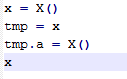 x = X()
tmp = x
tmp.a = X()
x